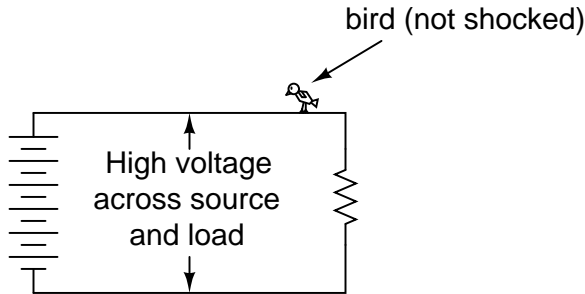 bird (not shocked)
High voltage
across source
and load